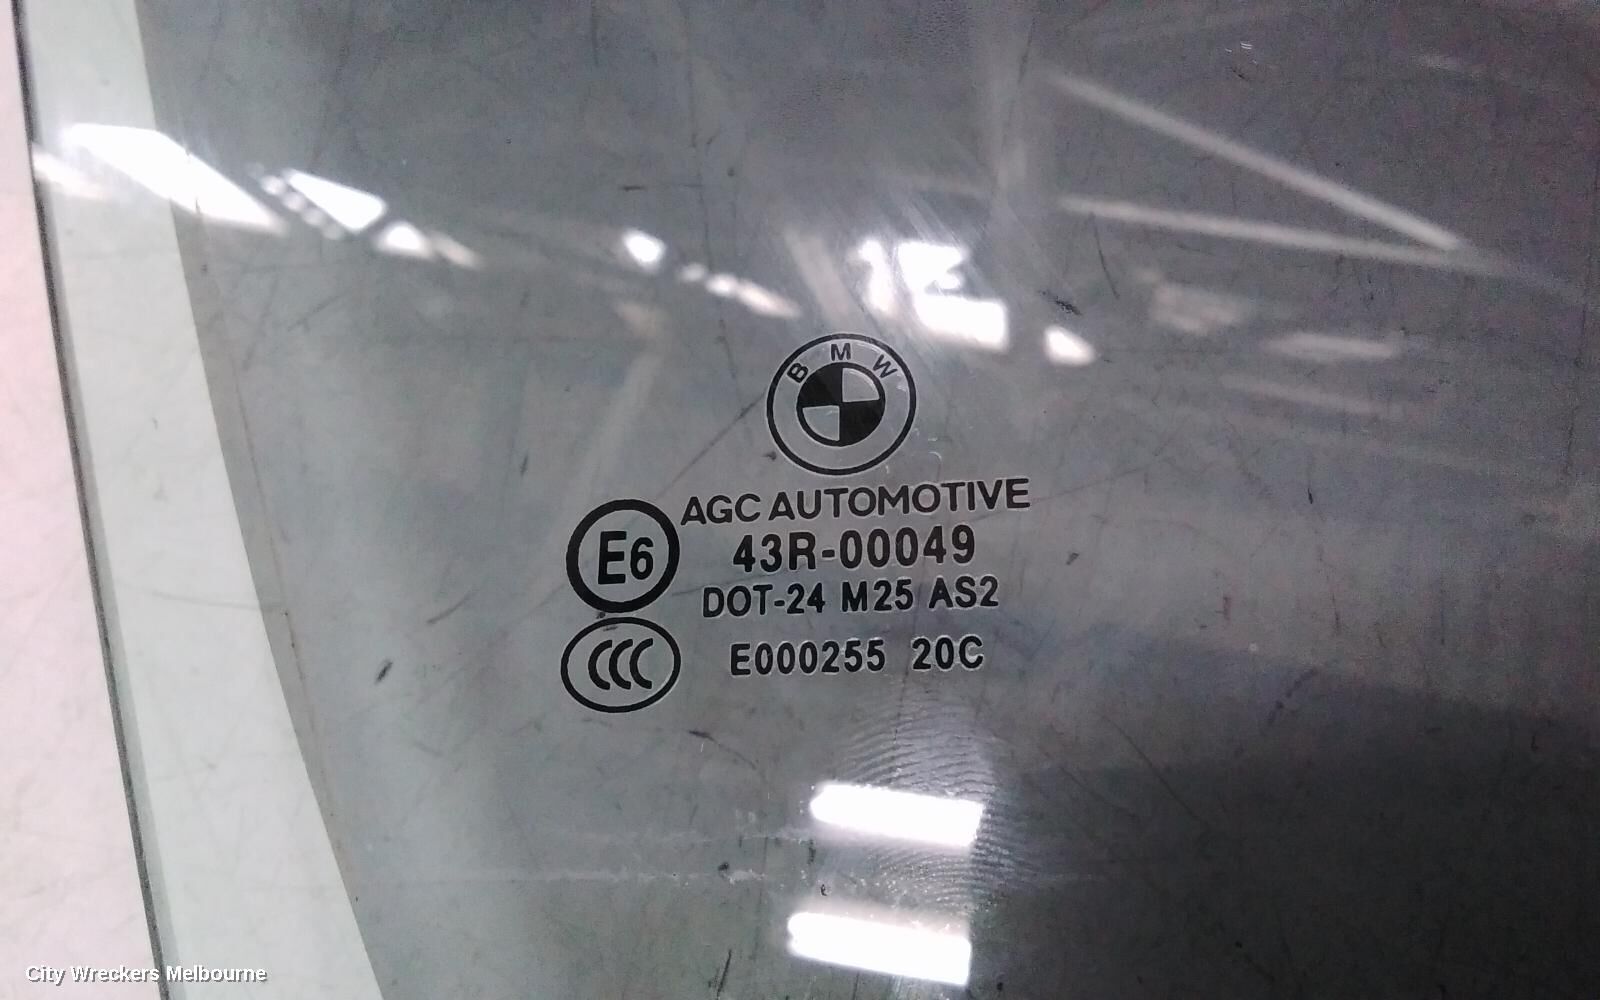 BMW
AGC AUTOMOTIVE
E6
43R-00049
DOT-24 M25 AS2
CCC
E000255 20C
City Wreckers Melbourne